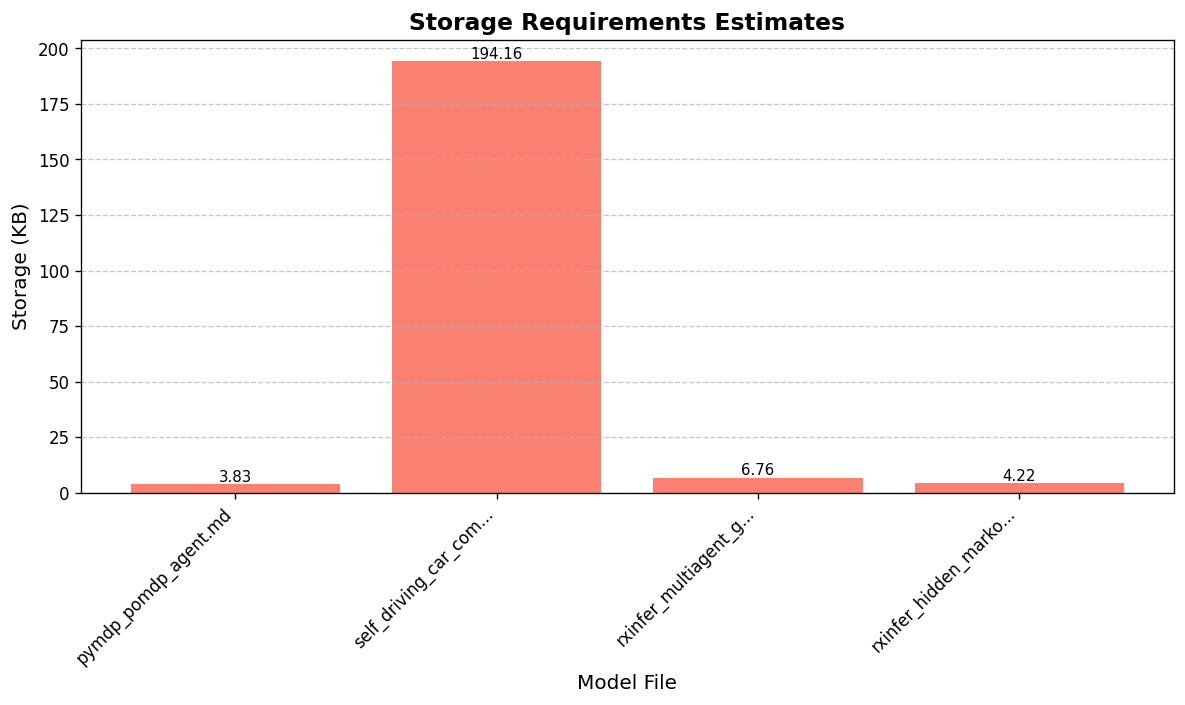 Storage Requirements Estimates
Storage (KB)
200
175
150
125
100
75
50
25
0
3.83
194.16
6.76
4.22
pymdp_pomdp_agent.md
self_driving_car_com...
rxinfer_multiagent_g...
rxinfer_hidden_marko...
Model File